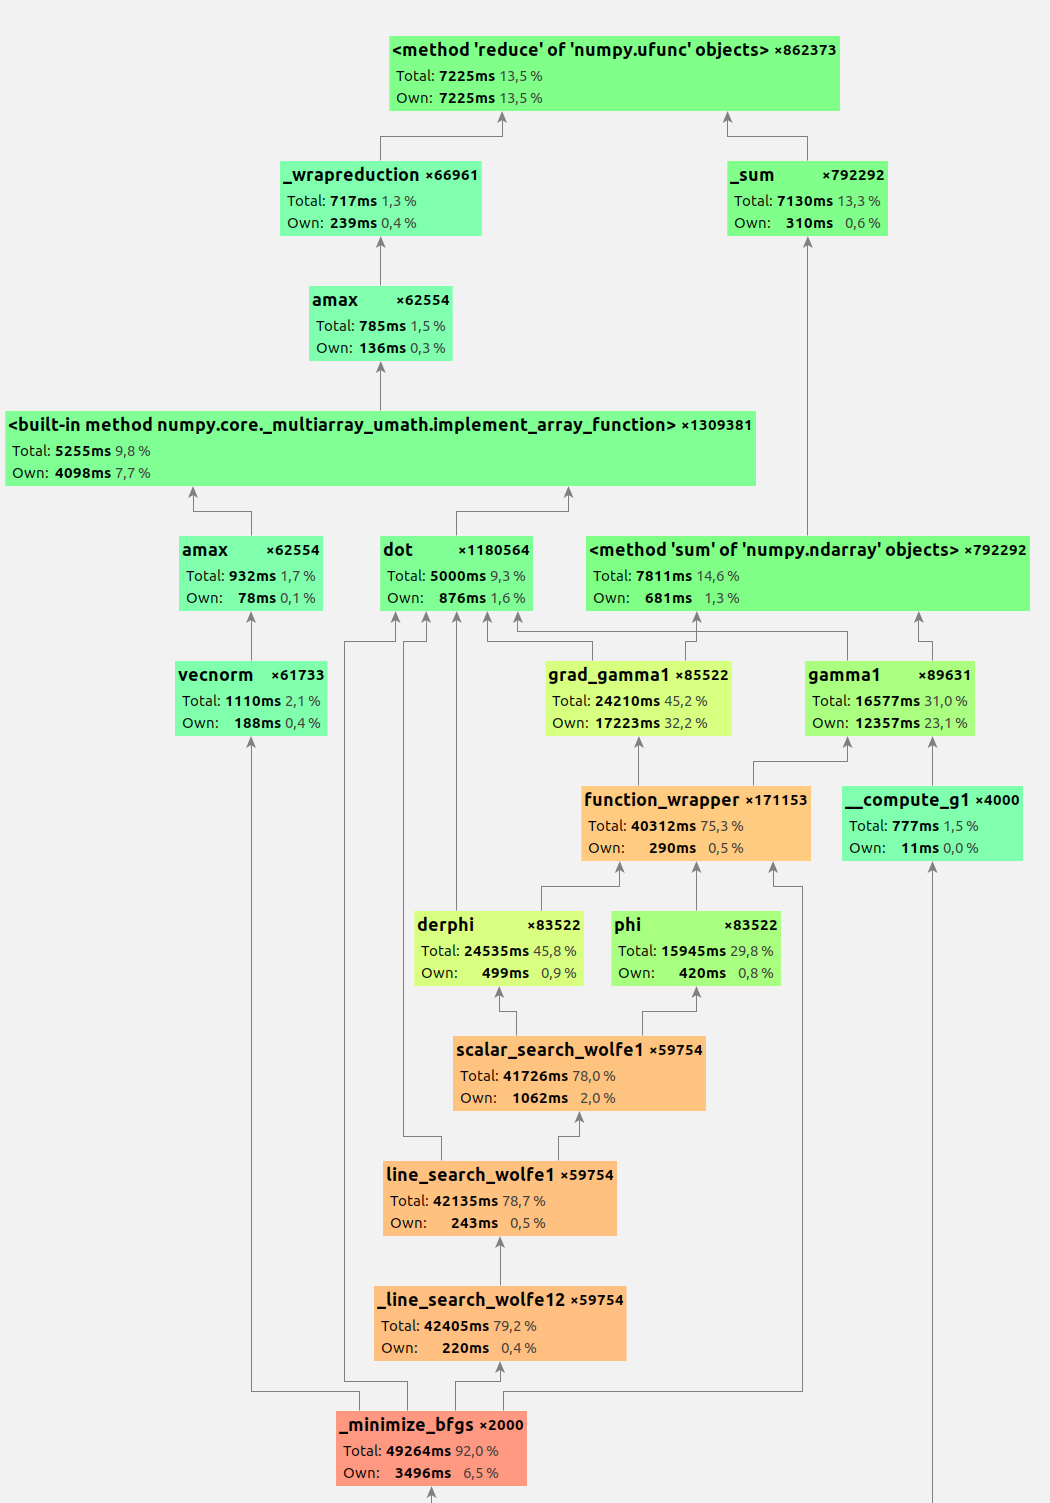 <method 'reduce' of 'numpy.ufunc' objects> ×862373
Total: 7225ms 13,5 %
Own: 7225ms 13,5 %
_wrapreduction ×66961
Total: 717ms 1,3 %
Own: 239ms 0,4 %
_sum ×792292
Total: 7130ms 13,3 %
Own: 310ms 0,6 %
amax ×62554
Total: 785ms 1,5 %
Own: 136ms 0,3 %
<built-in method numpy.core._multiarray_umath.implement_array_function> ×1309381
Total: 5255ms 9,8 %
Own: 4098ms 7,7 %
amax ×62554
Total: 932ms 1,7 %
Own: 78ms 0,1 %
dot ×1180564
Total: 5000ms 9,3 %
Own: 876ms 1,6 %
<method 'sum' of 'numpy.ndarray' objects> ×792292
Total: 7811ms 14,6 %
Own: 681ms 1,3 %
vecnorm ×61733
Total: 1110ms 2,1 %
Own: 188ms 0,4 %
grad_gamma1 ×85522
Total: 24210ms 45,2 %
Own: 17223ms 32,2 %
gamma1 ×89631
Total: 16577ms 31,0 %
Own: 12357ms 23,1 %
function_wrapper ×171153
Total: 40312ms 75,3 %
Own: 290ms 0,5 %
__compute_g1 ×4000
Total: 777ms 1,5 %
Own: 11ms 0,0 %
derphi ×83522
Total: 24535ms 45,8 %
Own: 499ms 0,9 %
phi ×83522
Total: 15945ms 29,8 %
Own: 420ms 0,8 %
scalar_search_wolfe1 ×59754
Total: 41726ms 78,0 %
Own: 1062ms 2,0 %
line_search_wolfe1 ×59754
Total: 42135ms 78,7 %
Own: 243ms 0,5 %
_line_search_wolfe12 ×59754
Total: 42405ms 79,2 %
Own: 220ms 0,4 %
_minimize_bfgs ×2000
Total: 49264ms 92,0 %
Own: 3496ms 6,5 %